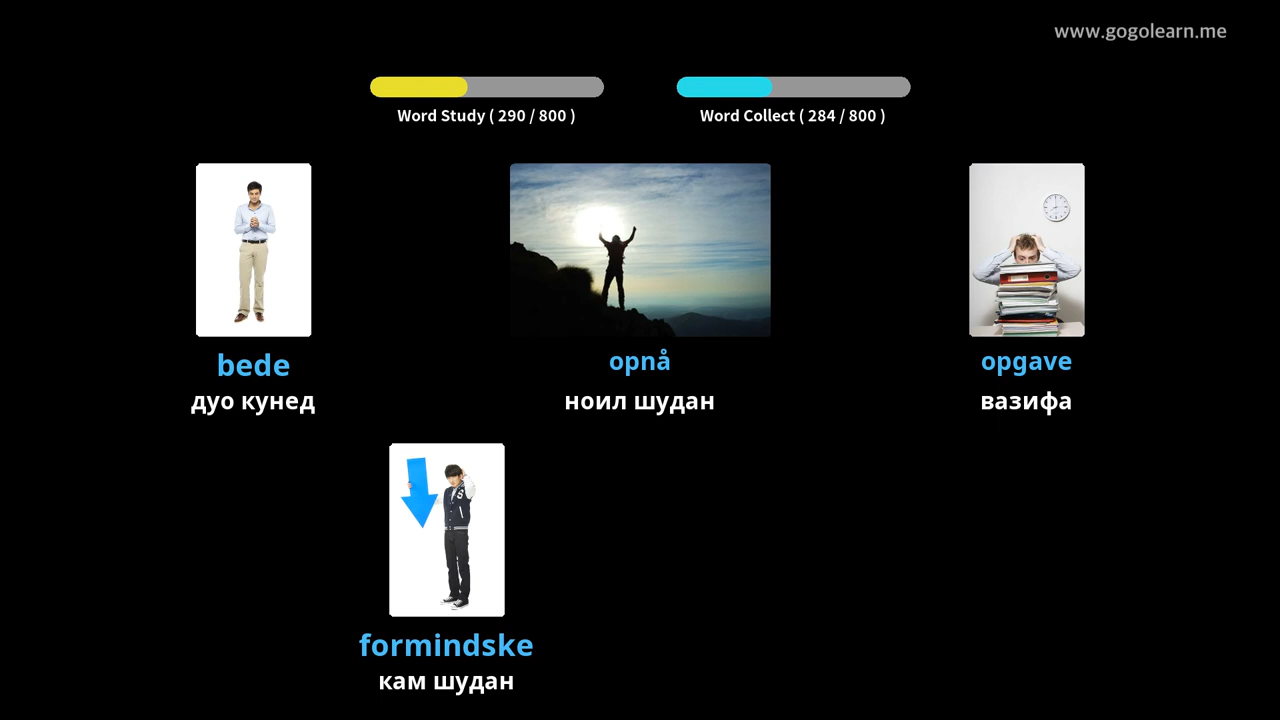 www.gogolearn.me
Word Study ( 290 / 800 )
Word Collect ( 284 / 800 )
bede
opnå
opgave
дуо кунед
ноил шудан
вазифа
formindske
кам шудан